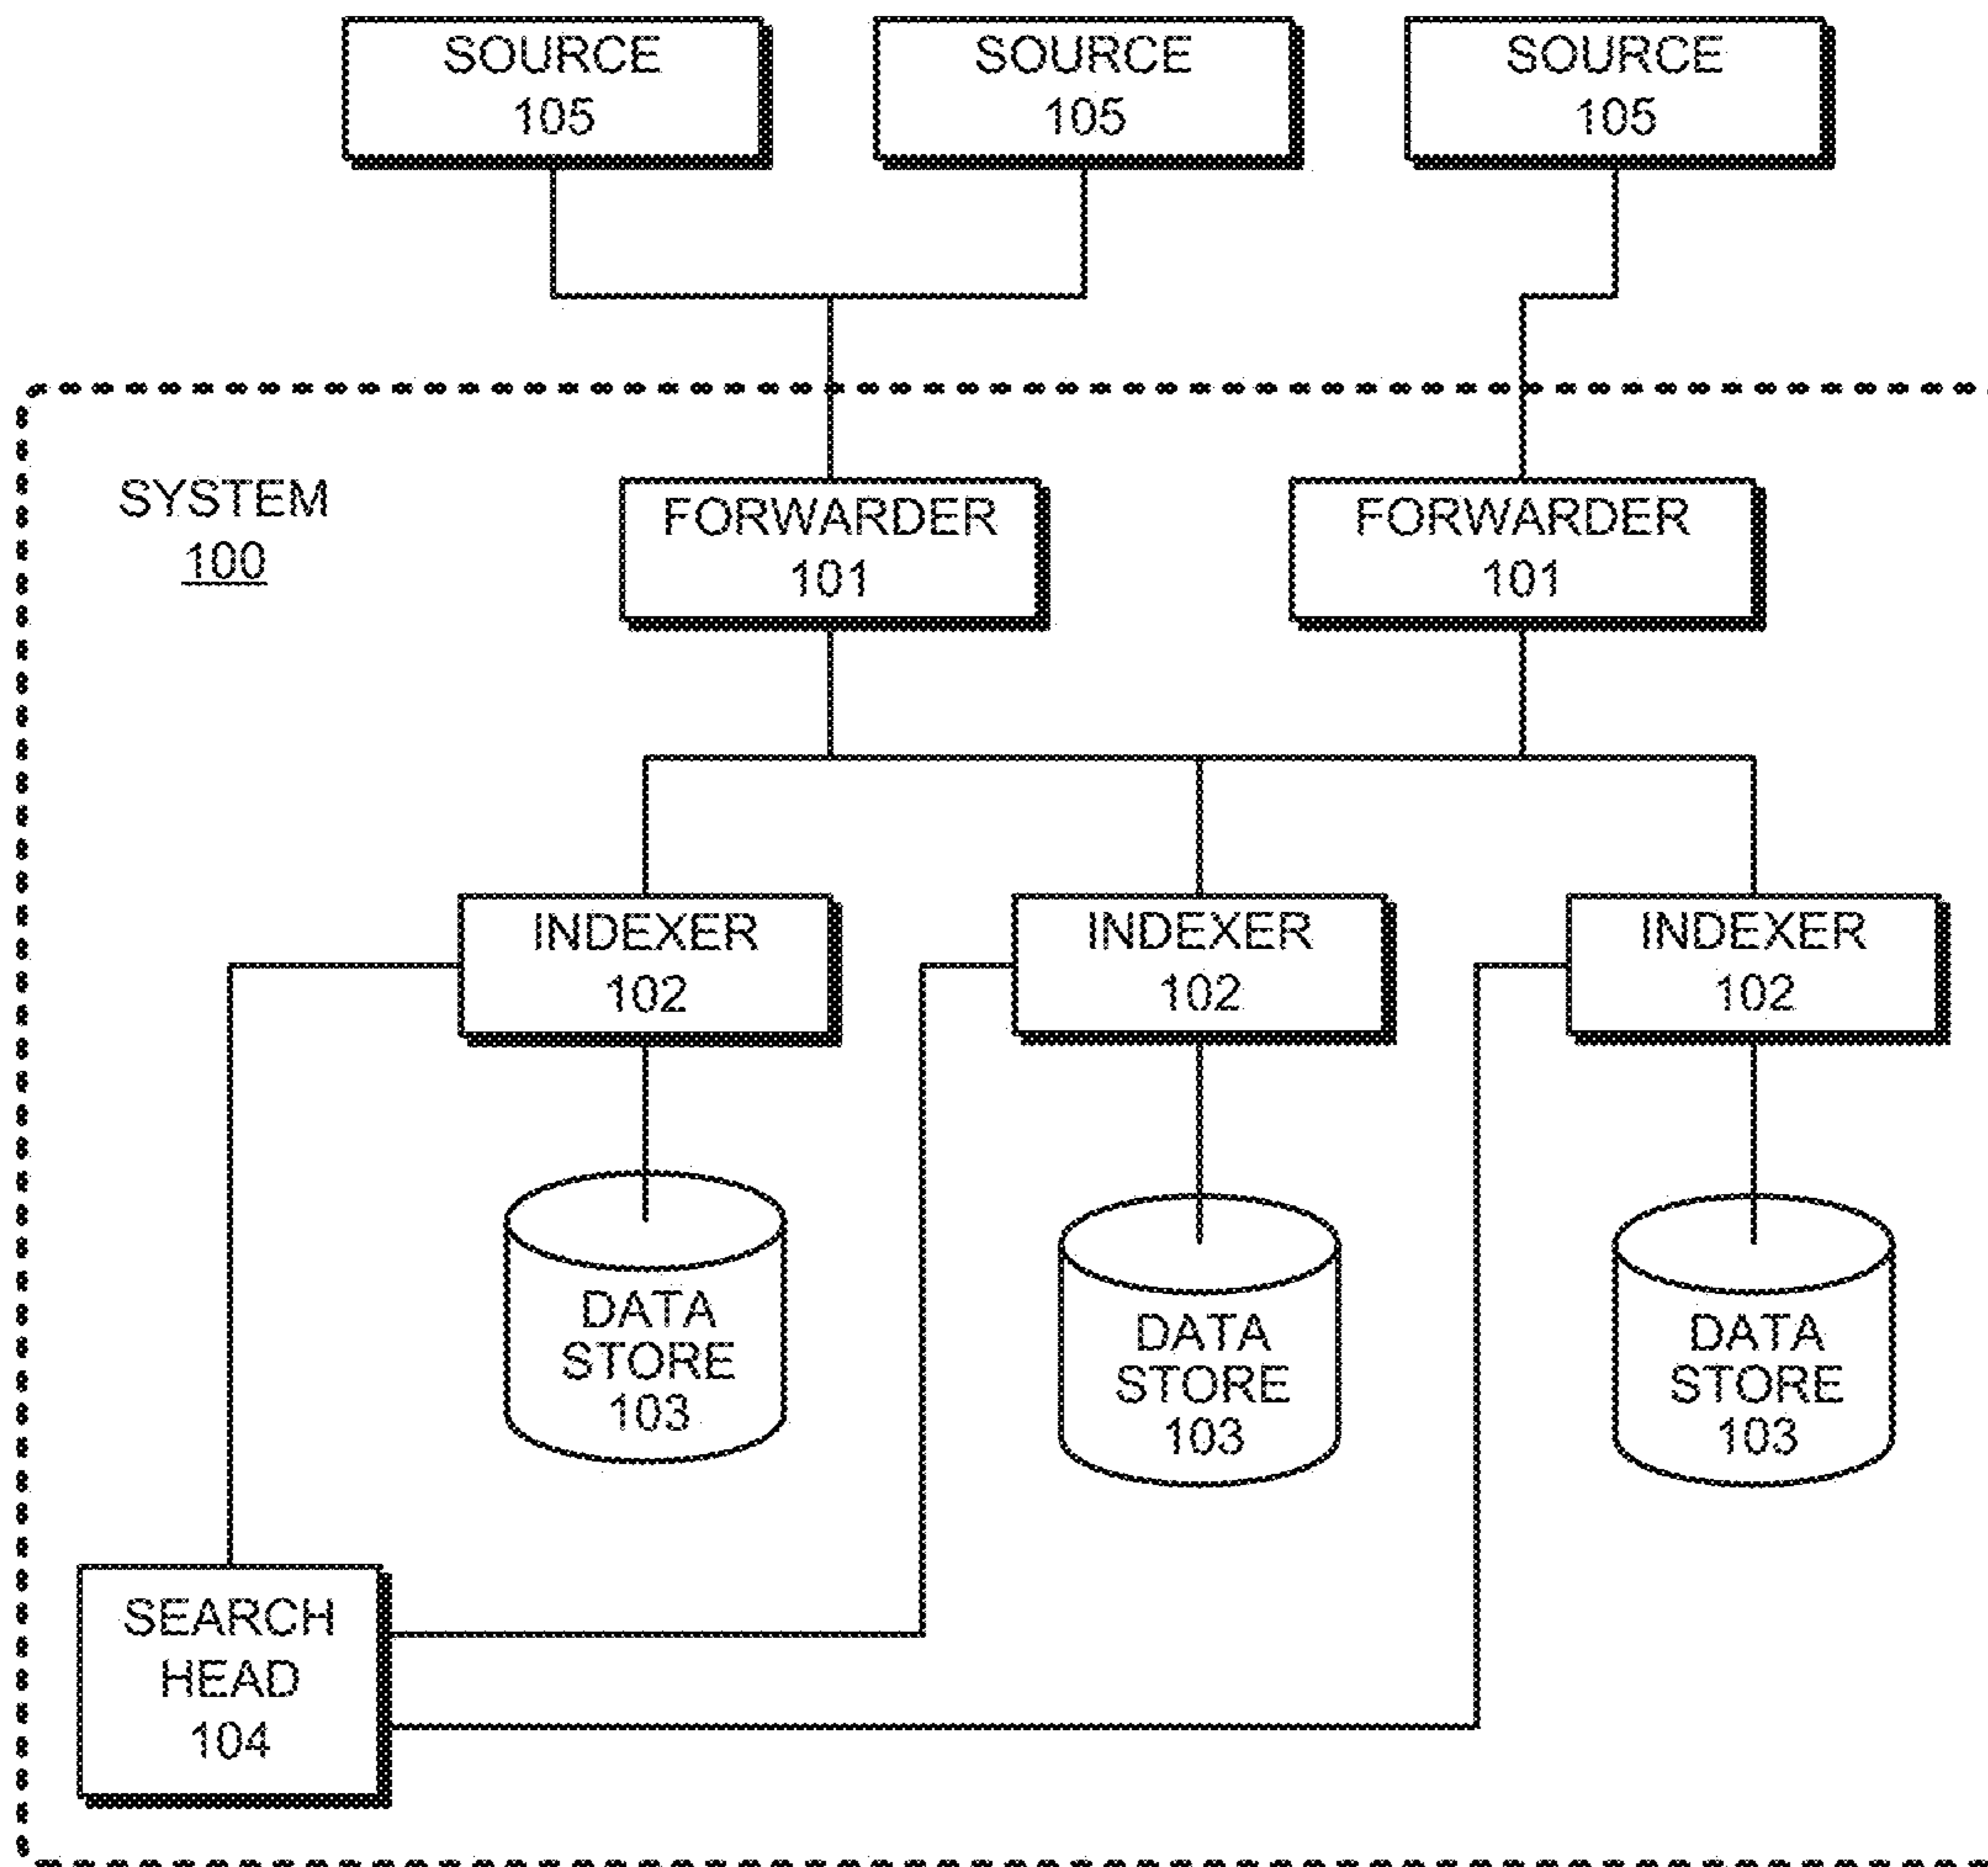 SOURCE
105
SOURCE
105
SOURCE
105
SYSTEM
100
FORWARDER
101
FORWARDER
101
INDEXER
102
INDEXER
102
INDEXER
102
DATA
STORE
103
DATA
STORE
103
DATA
STORE
103
SEARCH
HEAD
104